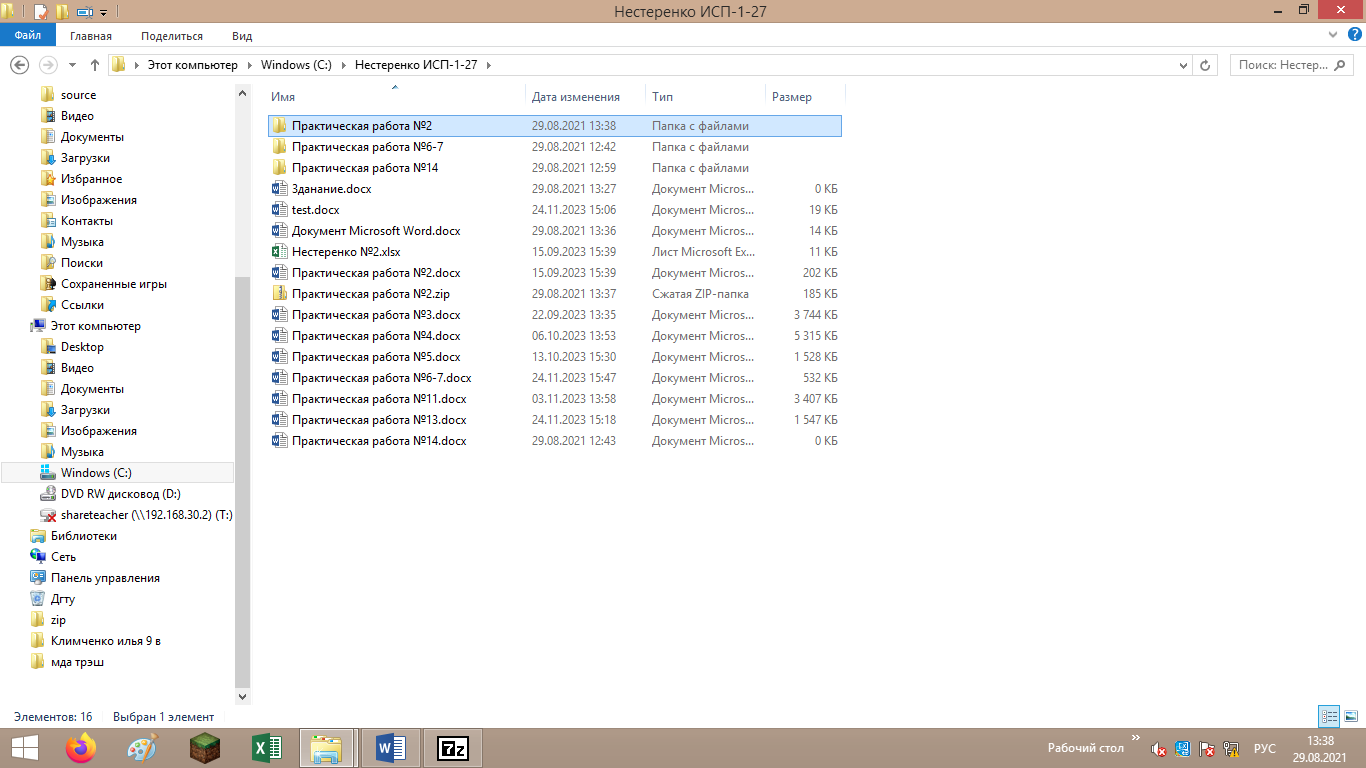 Нестеренко ИСП-1-27
Файл Главная Поделиться Вид
Этот компьютер Windows (C:) Нестеренко ИСП-1-27 Поиск: Нестер...
source
Видео
Документы
Загрузки
Избранное
Изображения
Контакты
Музыка
Поиски
Сохраненные игры
Ссылки
Этот компьютер
Desktop
Видео
Документы
Загрузки
Изображения
Музыка
Windows (C:)
DVD RW дисковод (D:)
shareteacher (\\192.168.30.2) (T:)
Библиотеки
Сеть
Панель управления
Дгту
zip
Климченко илья 9 в
мда трэш
Имя Дата изменения Тип Размер
Практическая работа №2 29.08.2021 13:38 Папка с файлами
Практическая работа №6-7 29.08.2021 12:42 Папка с файлами
Практическая работа №14 29.08.2021 12:59 Папка с файлами
Зданание.docx 29.08.2021 13:27 Документ Micros... 0 КБ
test.docx 24.11.2023 15:06 Документ Micros... 19 КБ
Документ Microsoft Word.docx 29.08.2021 13:36 Документ Micros... 14 КБ
Нестеренко №2.xlsx 15.09.2023 15:39 Лист Microsoft Ex... 11 КБ
Практическая работа №2.docx 15.09.2023 15:39 Документ Micros... 202 КБ
Практическая работа №2.zip 29.08.2021 13:37 Сжатая ZIP-папка 185 КБ
Практическая работа №3.docx 22.09.2023 13:35 Документ Micros... 3 744 КБ
Практическая работа №4.docx 06.10.2023 13:53 Документ Micros... 5 315 КБ
Практическая работа №5.docx 13.10.2023 15:30 Документ Micros... 1 528 КБ
Практическая работа №6-7.docx 24.11.2023 15:47 Документ Micros... 532 КБ
Практическая работа №11.docx 03.11.2023 13:58 Документ Micros... 3 407 КБ
Практическая работа №13.docx 24.11.2023 15:18 Документ Micros... 1 547 КБ
Практическая работа №14.docx 29.08.2021 12:43 Документ Micros... 0 КБ
Элементов: 16 Выбран 1 элемент
7z Рабочий стол РУС 13:38
29.08.2021